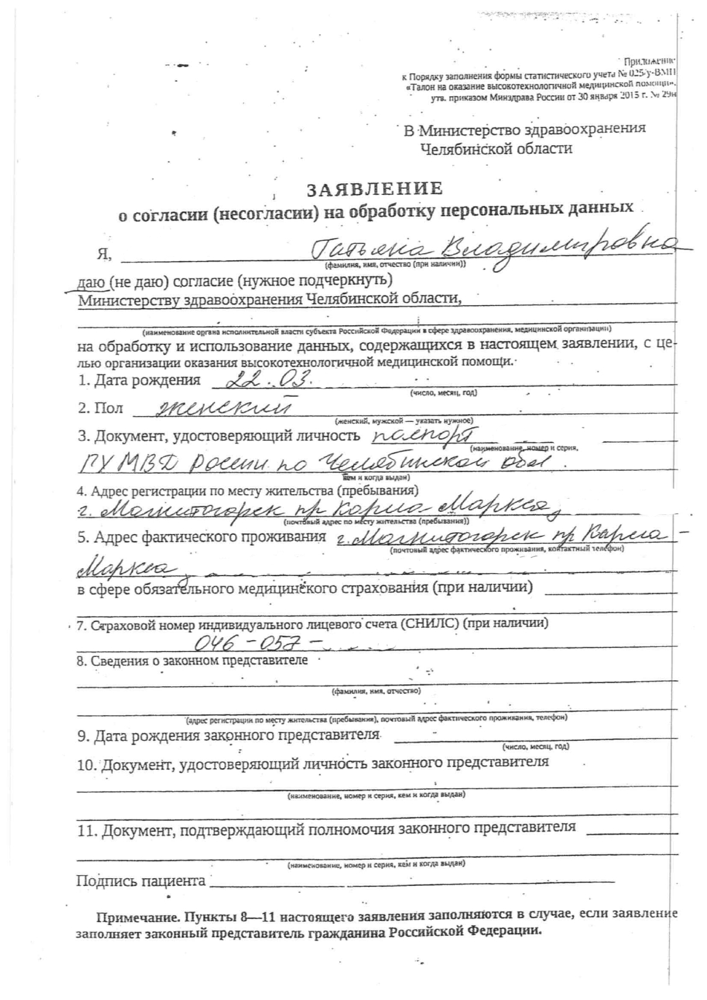 Приложение
к Порядку заполнения формы статистического учета № 025/у-ВМП
«Талон на оказание высокотехнологичной медицинской помощи»,
утв. приказом Минздрава России от 30 января 2015 г. № 29н
В Министерство здравоохранения
Челябинской области
ЗАЯВЛЕНИЕ
о согласии (несогласии) на обработку персональных данных
Я, Татьяна Владимировна
(фамилия, имя, отчество (при наличии))
даю (не даю) согласие (нужное подчеркнуть)
Министерству здравоохранения Челябинской области,
(наименование органа исполнительной власти субъекта Российской Федерации в сфере здравоохранения, медицинской организации)
на обработку и использование данных, содержащихся в настоящем заявлении, с це-
лью организации оказания высокотехнологичной медицинской помощи.
1. Дата рождения 22.03.
(число, месяц, год)
2. Пол женский
(женский, мужской — указать нужное)
3. Документ, удостоверяющий личность паспорт
(наименование, номер и серия,
ГУ МВД России по Челябинской обл.
кем и когда выдан)
4. Адрес регистрации по месту жительства (пребывания)
г. Магнитогорск пр Карла Маркса,
(почтовый адрес по месту жительства (пребывания))
5. Адрес фактического проживания г. Магнитогорск пр Карла -
(почтовый адрес фактического проживания, контактный телефон)
Маркса,
в сфере обязательного медицинского страхования (при наличии)
7. Страховой номер индивидуального лицевого счета (СНИЛС) (при наличии)
046-057-
8. Сведения о законном представителе
(фамилия, имя, отчество)
(адрес регистрации по месту жительства (пребывания), почтовый адрес фактического проживания, телефон)
9. Дата рождения законного представителя
(число, месяц, год)
10. Документ, удостоверяющий личность законного представителя
(наименование, номер и серия, кем и когда выдан)
11. Документ, подтверждающий полномочия законного представителя
(наименование, номер и серия, кем и когда выдан)
Подпись пациента
Примечание. Пункты 8—11 настоящего заявления заполняются в случае, если заявление
заполняет законный представитель гражданина Российской Федерации.